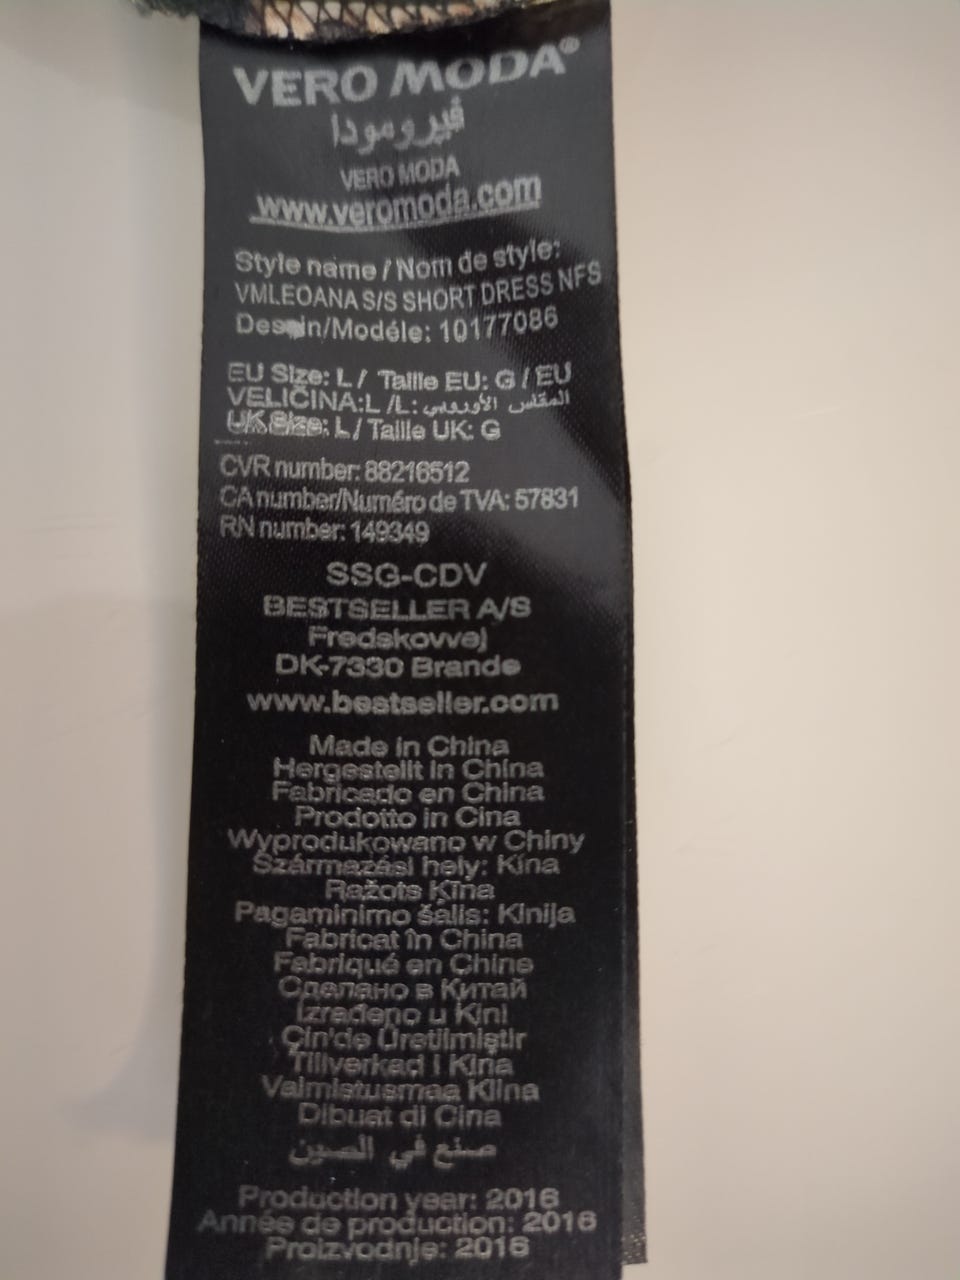 VERO MODA®
فيرومودا
VERO MODA
www.veromoda.com
Style name / Nom de style:
VMLEOANA S/S SHORT DRESS NFS
Design/Modéle: 10177086
EU Size: L / Taille EU: G / EU
VELIČINA:L /L: المقاس الأوروبي
UK Size: L / Taille UK: G
CVR number: 88216512
CA number/Numéro de TVA: 57831
RN number: 149349
SSG-CDV
BESTSELLER A/S
Fredskovvej
DK-7330 Brande
www.bestseller.com
Made in China
Hergestellt in China
Fabricado en China
Prodotto in Cina
Wyprodukowano w Chiny
Származási hely: Kína
Ražots Ķīna
Pagaminimo šalis: Kinija
Fabricat în China
Fabriqué en Chine
Сделано в Китай
Izrađeno u Kini
Çin'de Üretilmiştir
Tillverkad i Kina
Valmistusmaa Kiina
Dibuat di Cina
صنع في الصين
Production year: 2016
Année de production: 2016
Proizvodnje: 2016